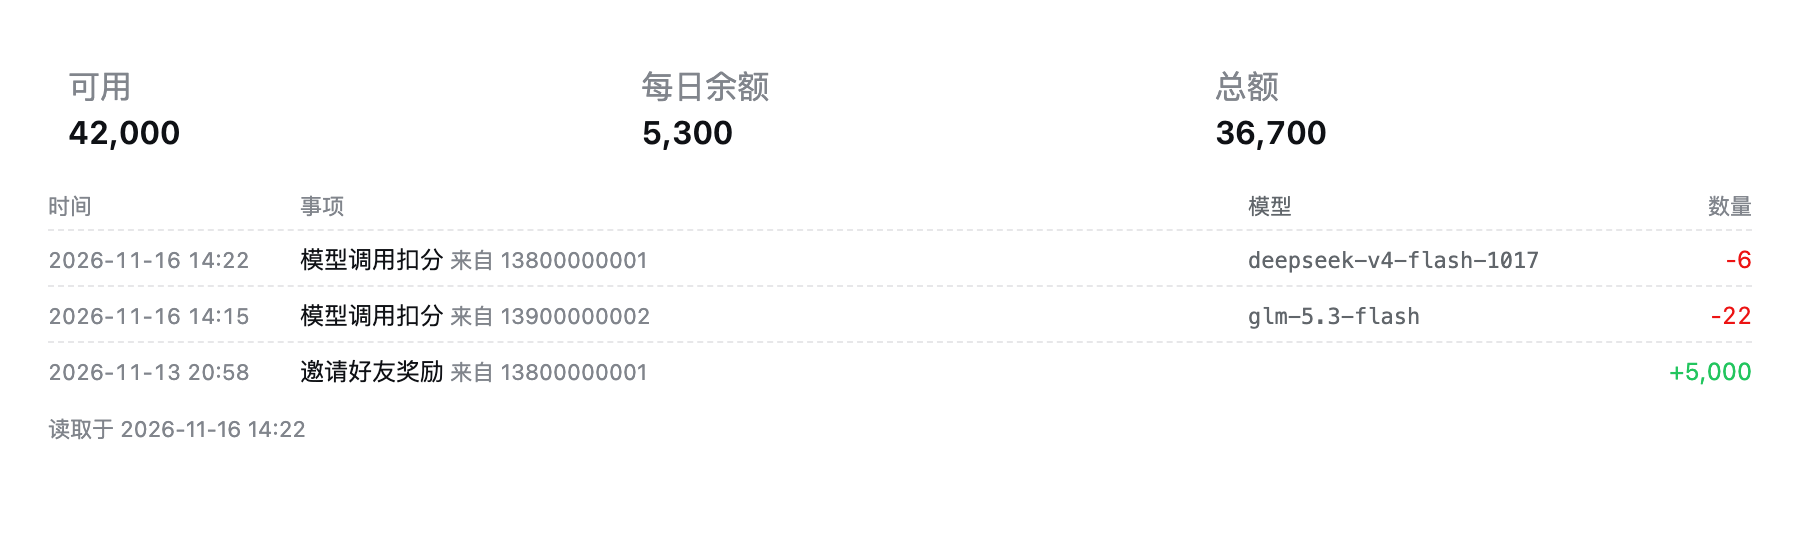 可用 每日余额 总额
42,000 5,300 36,700
时间 事项 模型 数量
2026-11-16 14:22 模型调用扣分 来自 13800000001 deepseek-v4-flash-1017 -6
2026-11-16 14:15 模型调用扣分 来自 13900000002 glm-5.3-flash -22
2026-11-13 20:58 邀请好友奖励 来自 13800000001 +5,000
读取于 2026-11-16 14:22